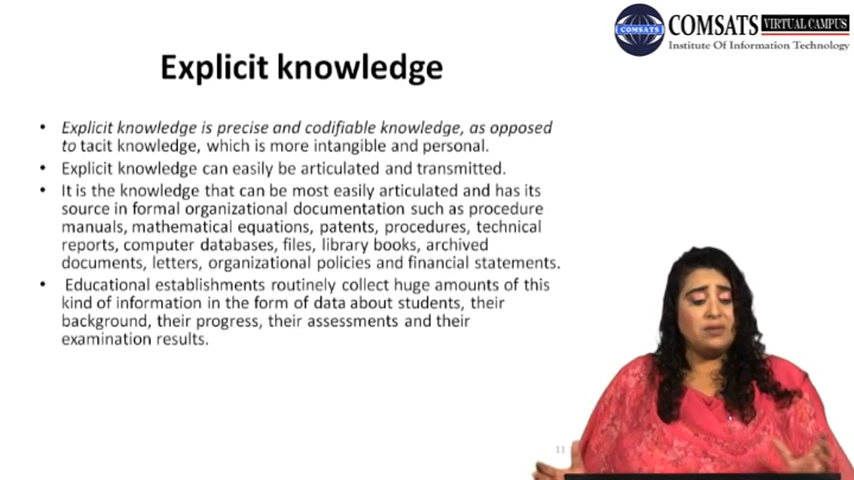 COMSATS
COMSATS VIRTUAL CAMPUS
Institute Of Information Technology
Explicit knowledge
• Explicit knowledge is precise and codifiable knowledge, as opposed
to tacit knowledge, which is more intangible and personal.
• Explicit knowledge can easily be articulated and transmitted.
• It is the knowledge that can be most easily articulated and has its
source in formal organizational documentation such as procedure
manuals, mathematical equations, patents, procedures, technical
reports, computer databases, files, library books, archived
documents, letters, organizational policies and financial statements.
• Educational establishments routinely collect huge amounts of this
kind of information in the form of data about students, their
background, their progress, their assessments and their
examination results.
11